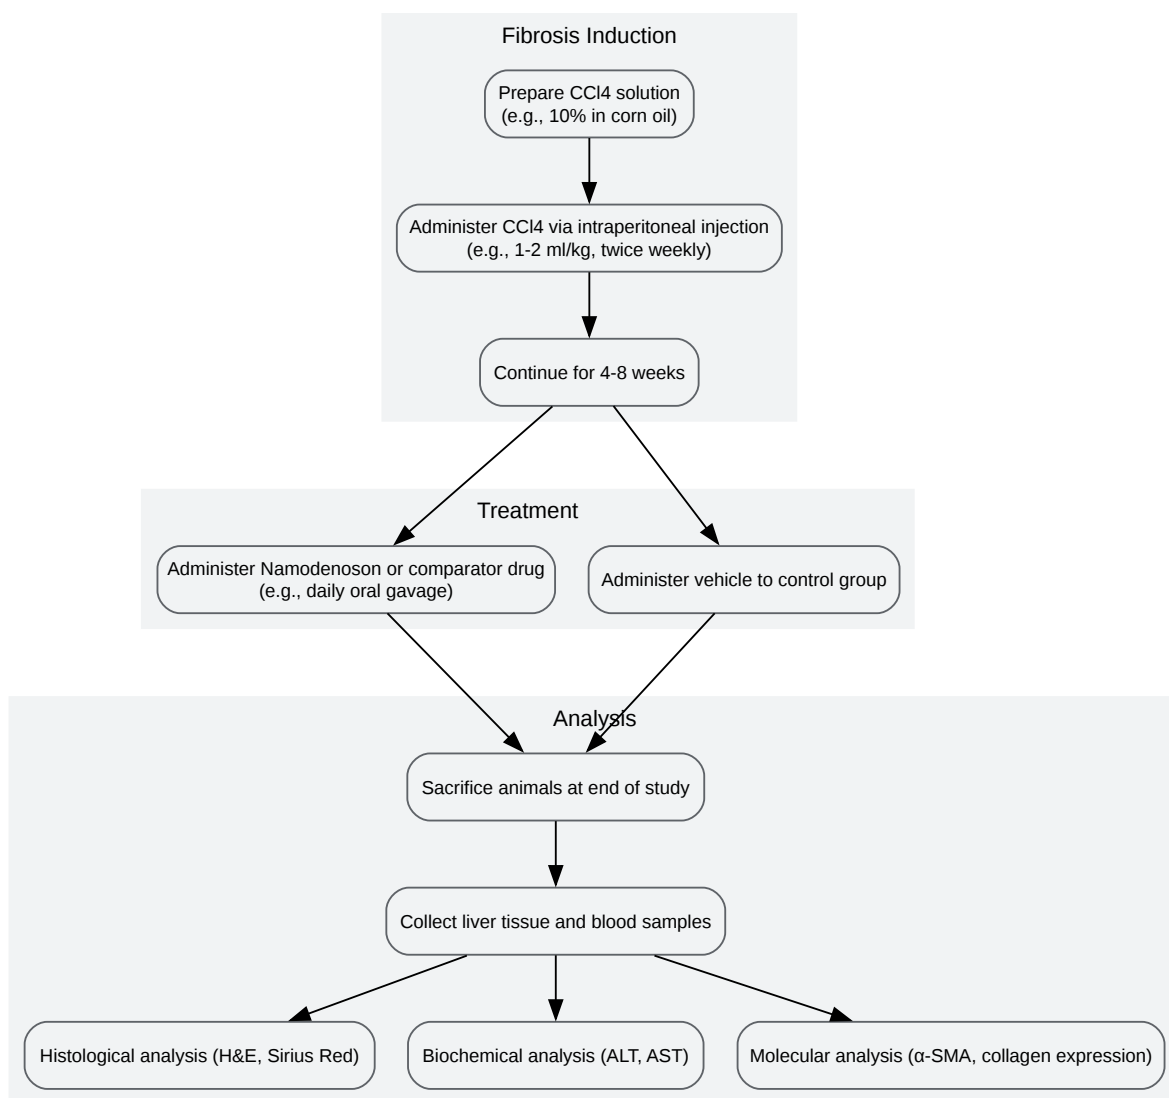 Fibrosis Induction
Prepare CCl4 solution
(e.g., 10% in corn oil)
Administer CCl4 via intraperitoneal injection
(e.g., 1-2 ml/kg, twice weekly)
Continue for 4-8 weeks
Treatment
Administer Namodenoson or comparator drug
(e.g., daily oral gavage)
Administer vehicle to control group
Analysis
Sacrifice animals at end of study
Collect liver tissue and blood samples
Histological analysis (H&E, Sirius Red)
Biochemical analysis (ALT, AST)
Molecular analysis (α-SMA, collagen expression)